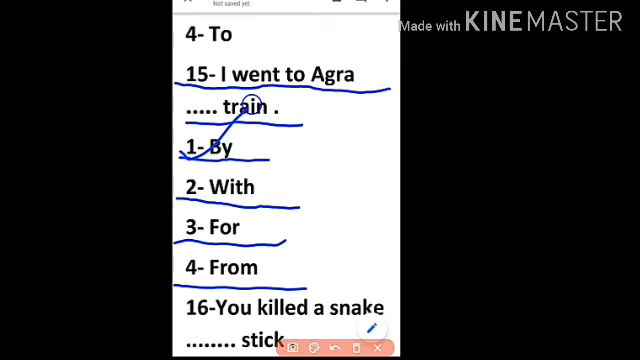 Not saved yet
Made with KINEMASTER
4- To
15- I went to Agra
..... train .
1- By
2- With
3- For
4- From
16-You killed a snake
........ stick